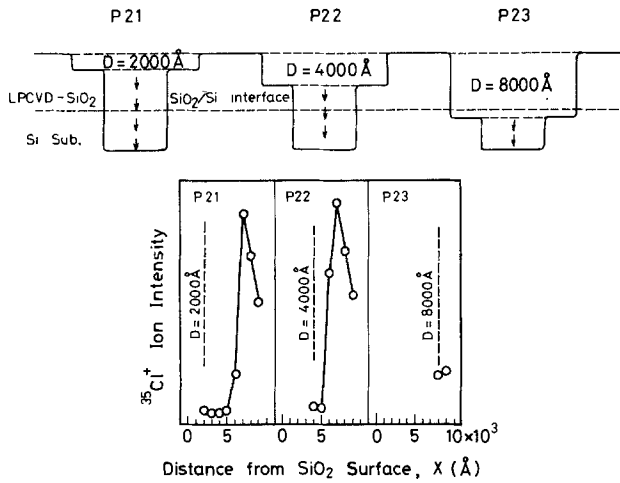 P21 P22 P23
D = 2000Å D = 4000Å D = 8000Å
LPCVD-SiO₂ SiO₂/Si interface
Si Sub.
P21 P22 P23
D = 2000Å
D = 4000Å
D = 8000Å
³⁵Cl⁺ Ion Intensity
0 5 0 5 0 5 10×10³
Distance from SiO₂ Surface, X (Å)